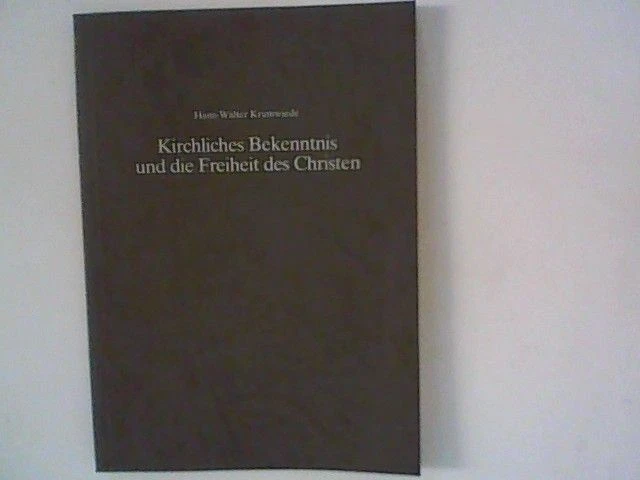 Hans-Walter Krumwiede
Kirchliches Bekenntnis
und die Freiheit des Christen